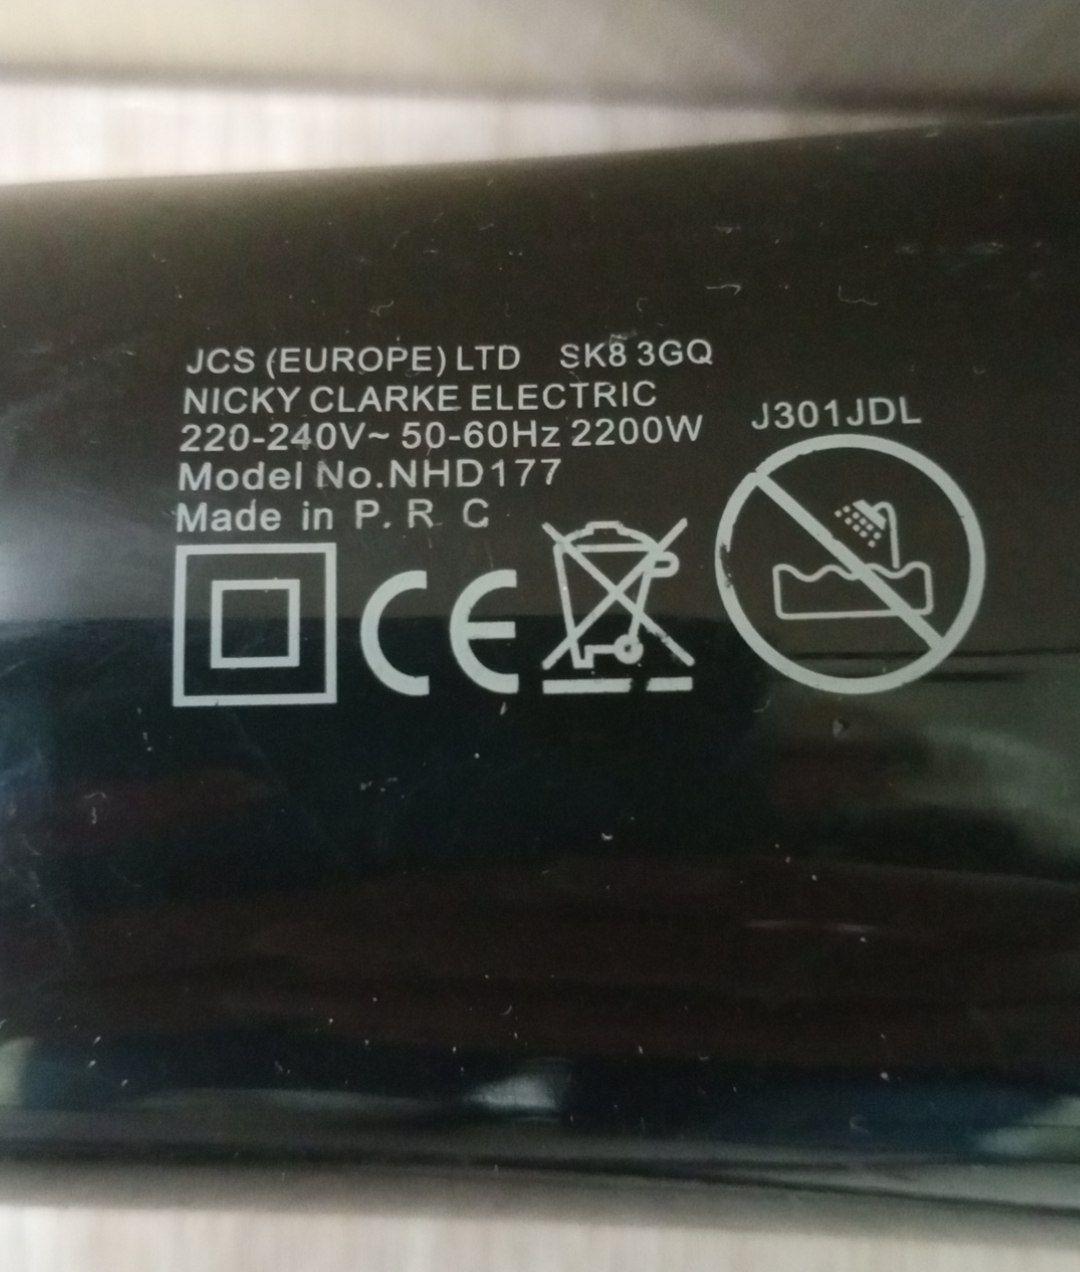 JCS (EUROPE) LTD SK8 3GQ
NICKY CLARKE ELECTRIC
220-240V~ 50-60Hz 2200W
Model No.NHD177
Made in P. R C
J301JDL
CE